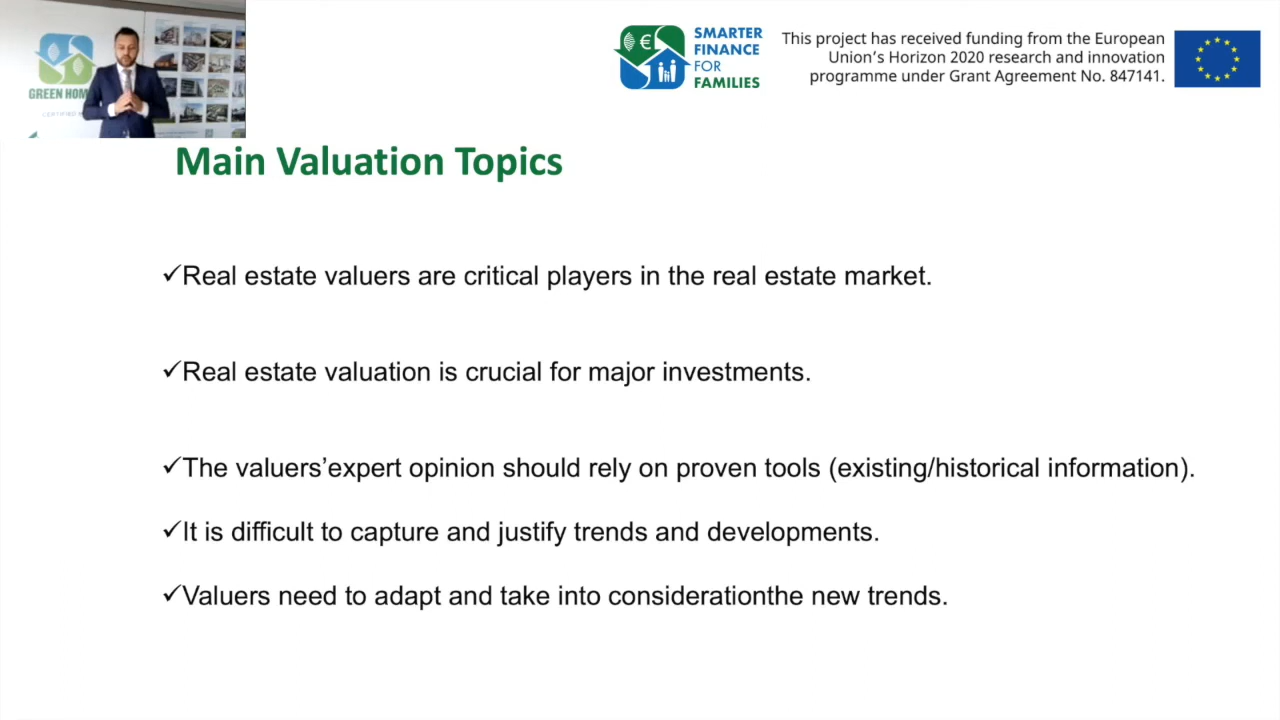 GREEN HOM
SMARTER
FINANCE
FOR
FAMILIES
This project has received funding from the European
Union's Horizon 2020 research and innovation
programme under Grant Agreement No. 847141.
Main Valuation Topics
✓Real estate valuers are critical players in the real estate market.
✓Real estate valuation is crucial for major investments.
✓The valuers’expert opinion should rely on proven tools (existing/historical information).
✓It is difficult to capture and justify trends and developments.
✓Valuers need to adapt and take into considerationthe new trends.